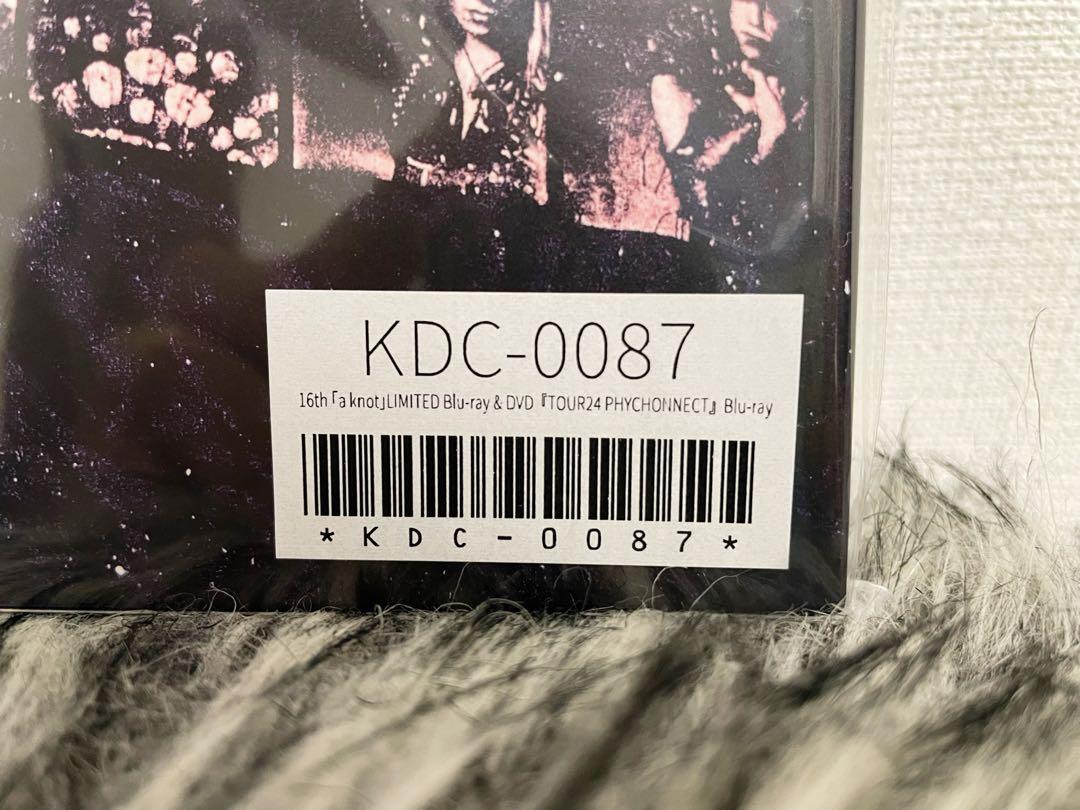 KDC-0087
16th「a knot」LIMITED Blu-ray & DVD『TOUR24 PHYCHONNECT』Blu-ray
*KDC-0087*